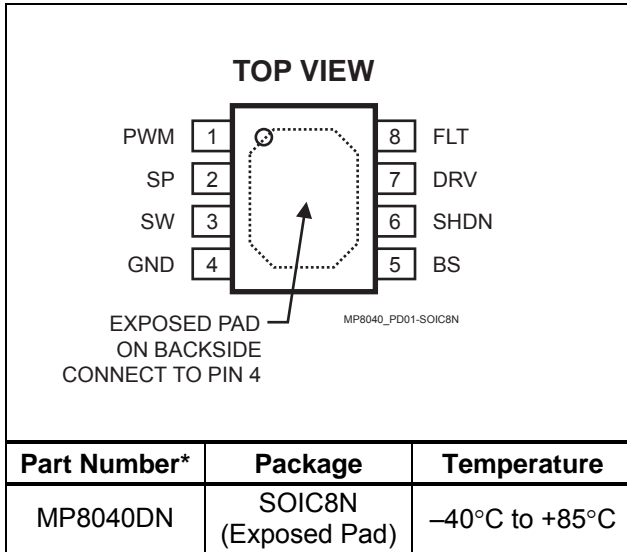 TOP VIEW
PWM 1 8 FLT
SP 2 7 DRV
SW 3 6 SHDN
GND 4 5 BS
EXPOSED PAD
ON BACKSIDE
CONNECT TO PIN 4
MP8040_PD01-SOIC8N
Part Number* Package Temperature
MP8040DN SOIC8N
(Exposed Pad) –40°C to +85°C